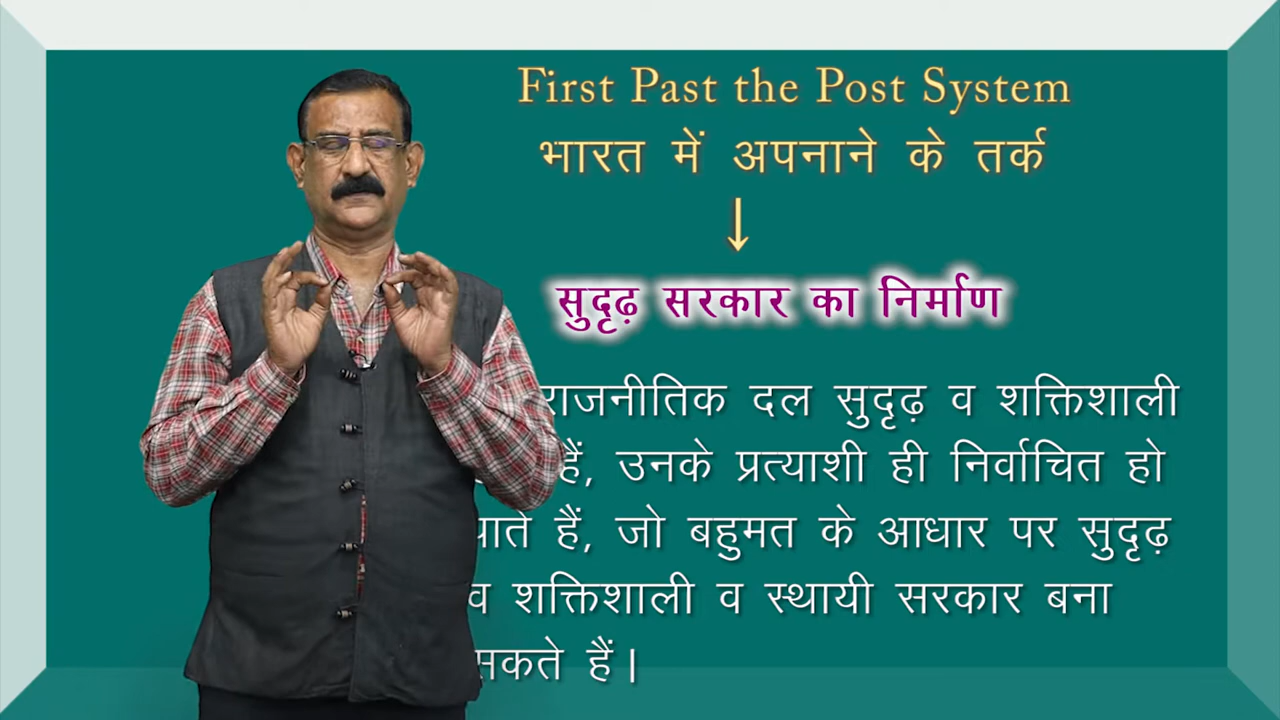 First Past the Post System
भारत में अपनाने के तर्क
↓
सुदृढ़ सरकार का निर्माण
राजनीतिक दल सुदृढ़ व शक्तिशाली
हैं, उनके प्रत्याशी ही निर्वाचित हो
पाते हैं, जो बहुमत के आधार पर सुदृढ़
व शक्तिशाली व स्थायी सरकार बना
सकते हैं।